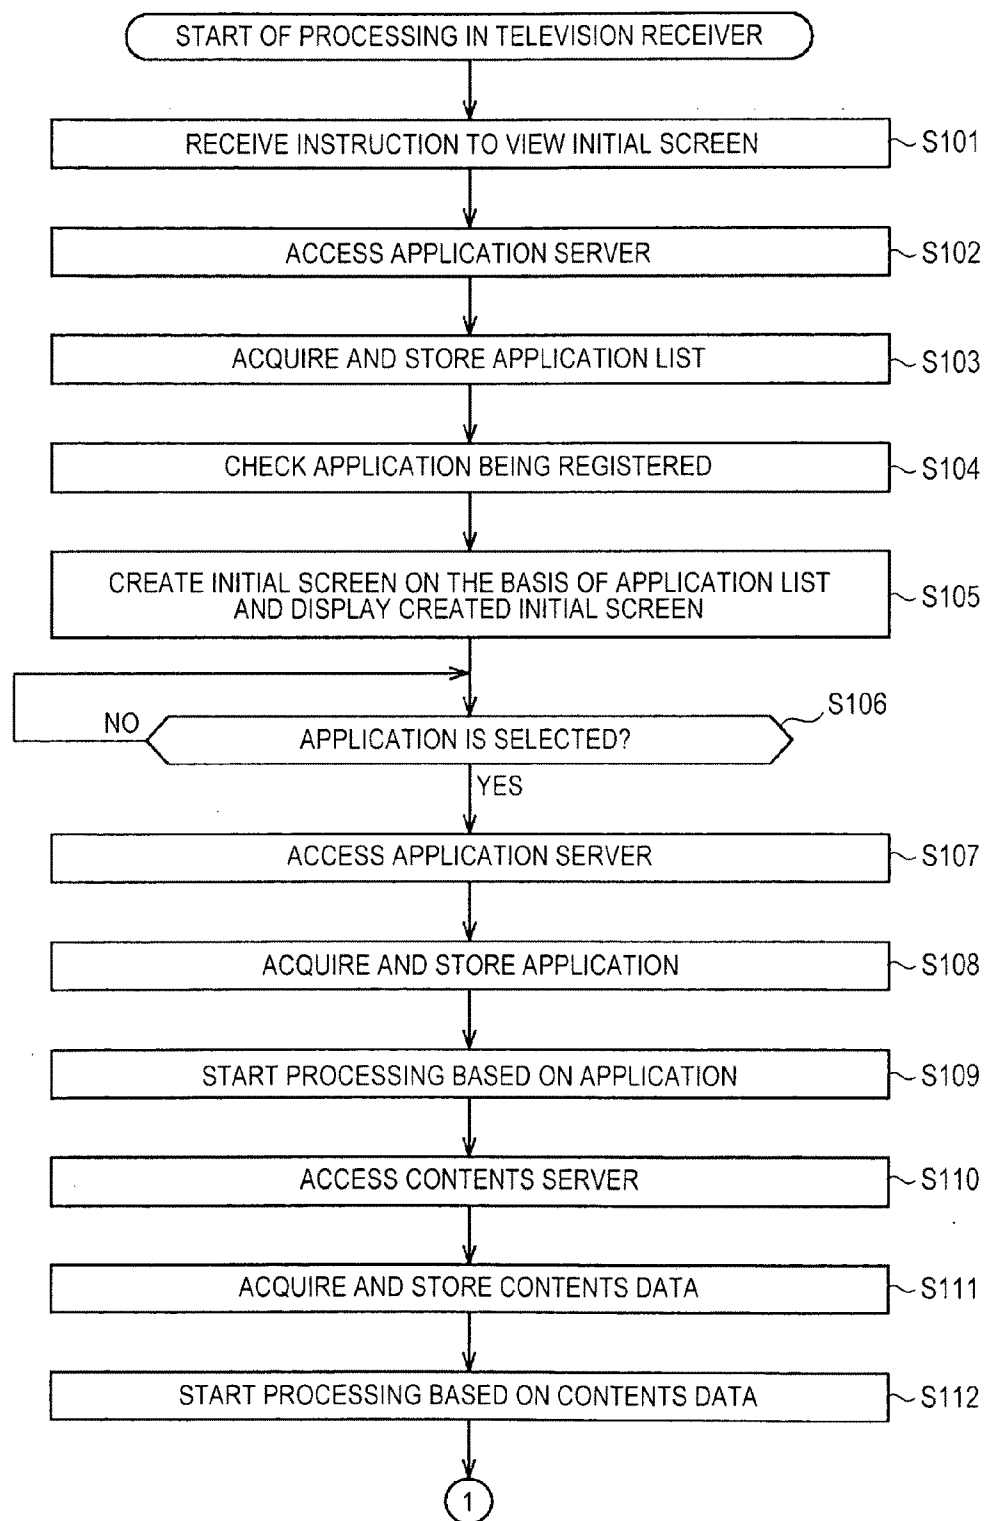 START OF PROCESSING IN TELEVISION RECEIVER
RECEIVE INSTRUCTION TO VIEW INITIAL SCREEN
S101
ACCESS APPLICATION SERVER
S102
ACQUIRE AND STORE APPLICATION LIST
S103
CHECK APPLICATION BEING REGISTERED
S104
CREATE INITIAL SCREEN ON THE BASIS OF APPLICATION LIST
AND DISPLAY CREATED INITIAL SCREEN
S105
S106
NO
APPLICATION IS SELECTED?
YES
ACCESS APPLICATION SERVER
S107
ACQUIRE AND STORE APPLICATION
S108
START PROCESSING BASED ON APPLICATION
S109
ACCESS CONTENTS SERVER
S110
ACQUIRE AND STORE CONTENTS DATA
S111
START PROCESSING BASED ON CONTENTS DATA
S112
1